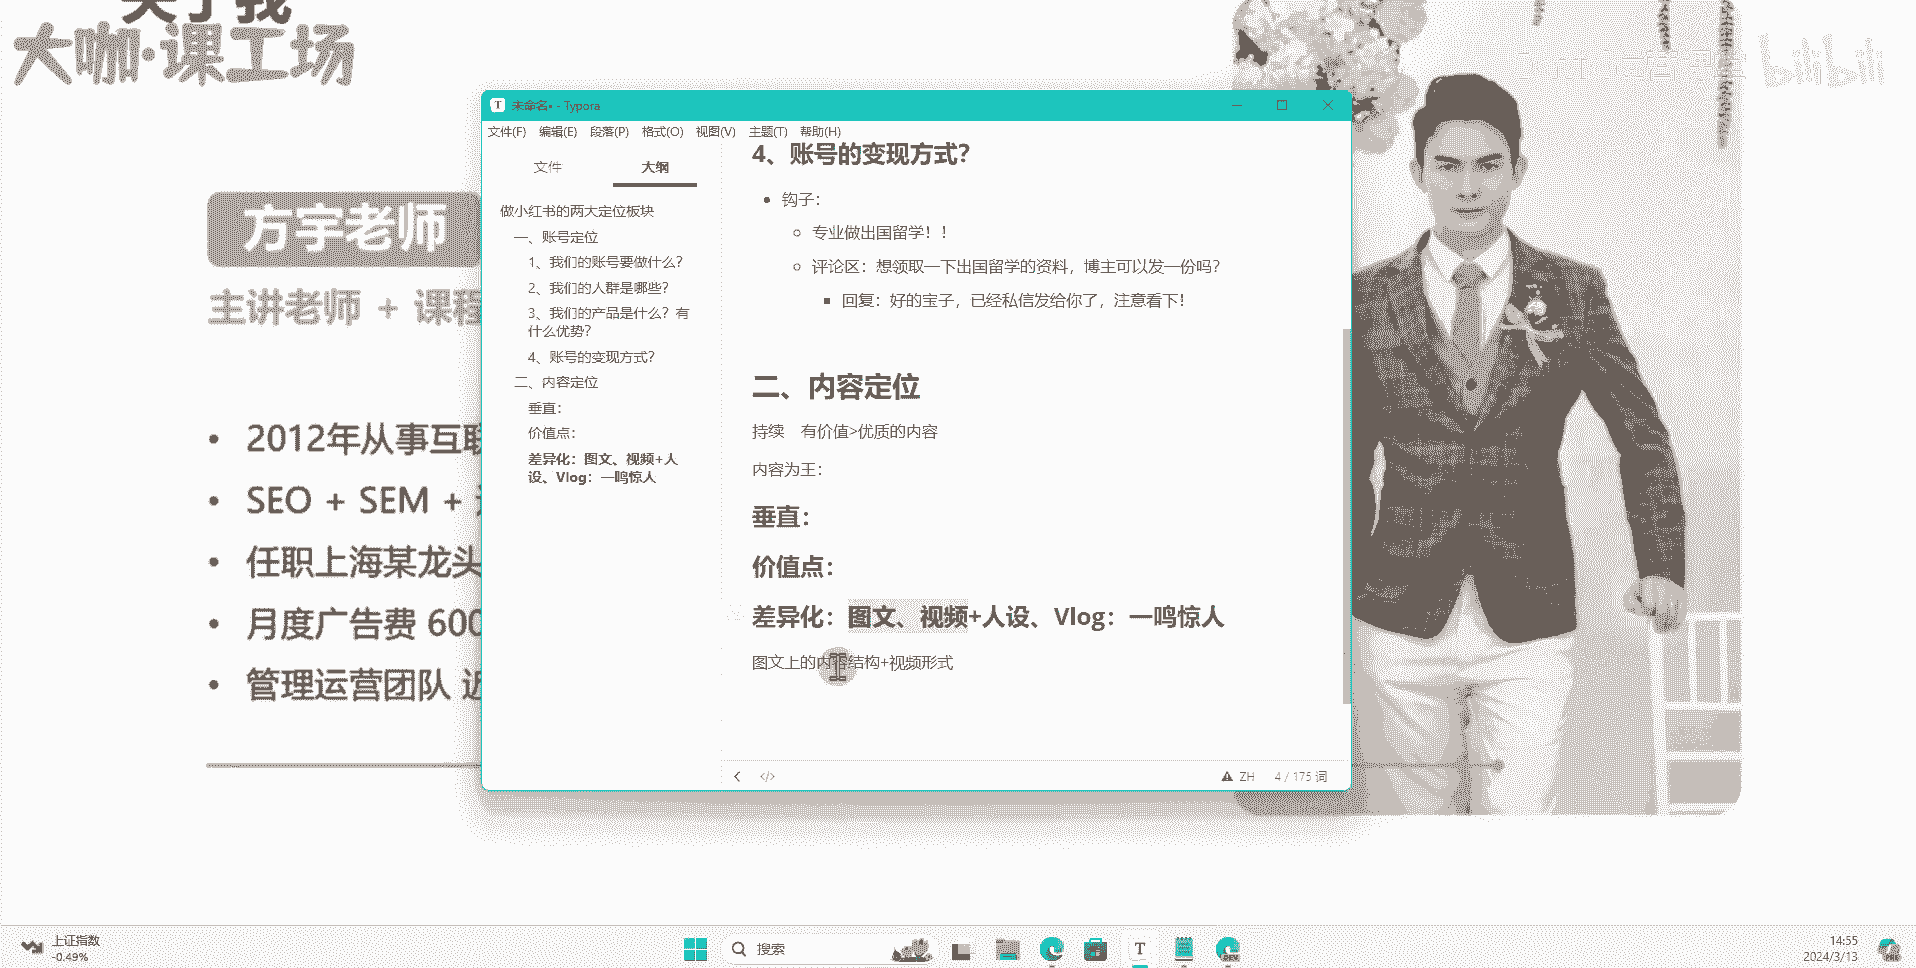 关于我
大咖·课工场
bilibili
方宇老师
主讲老师 + 课程
• 2012年从事互联
• SEO + SEM +
• 任职上海某龙头
• 月度广告费 600
• 管理运营团队 近
未命名• - Typora
文件(F) 编辑(E) 段落(P) 格式(O) 视图(V) 主题(T) 帮助(H)
文件 大纲
做小红书的两大定位板块
一、账号定位
1、我们的账号要做什么？
2、我们的人群是哪些？
3、我们的产品是什么？有
什么优势？
4、账号的变现方式？
二、内容定位
垂直：
价值点：
差异化：图文、视频+人
设、Vlog：一鸣惊人
4、账号的变现方式？
• 钩子：
○ 专业做出国留学！！
○ 评论区：想领取一下出国留学的资料，博主可以发一份吗？
▪ 回复：好的宝子，已经私信发给你了，注意看下！
二、内容定位
持续 有价值>优质的内容
内容为王：
垂直：
价值点：
差异化：图文、视频+人设、Vlog：一鸣惊人
图文上的内容结构+视频形式
ZH 4 / 175 词
上证指数
-0.49%
搜索
14:55
2024/3/13